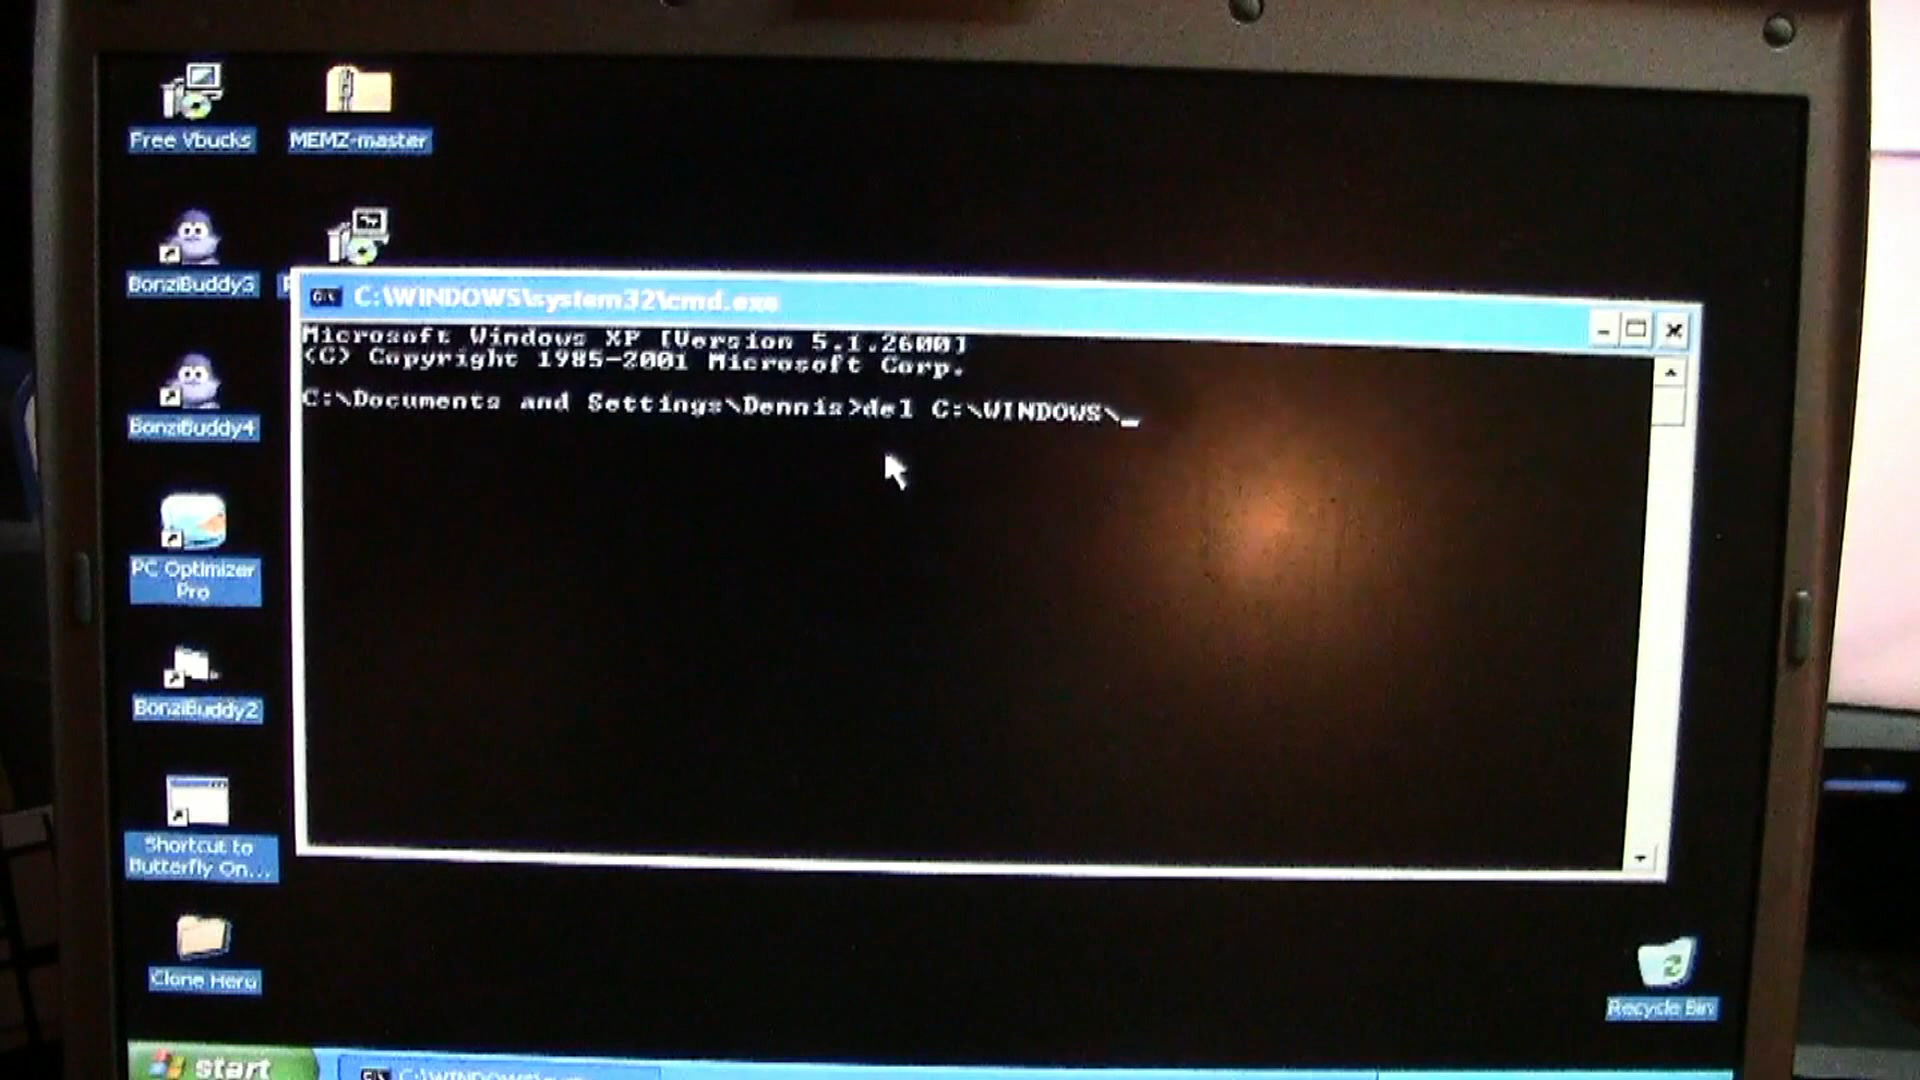 Free Vbucks
MEMZ-master
BonziBuddy3
BonziBuddy4
PC Optimizer
Pro
BonziBuddy2
Shortcut to
Butterfly On...
Clone Hero
C:\WINDOWS\system32\cmd.exe
Microsoft Windows XP [Version 5.1.2600]
(C) Copyright 1985-2001 Microsoft Corp.
C:\Documents and Settings\Dennis>del C:\WINDOWS\_
Recycle Bin
start